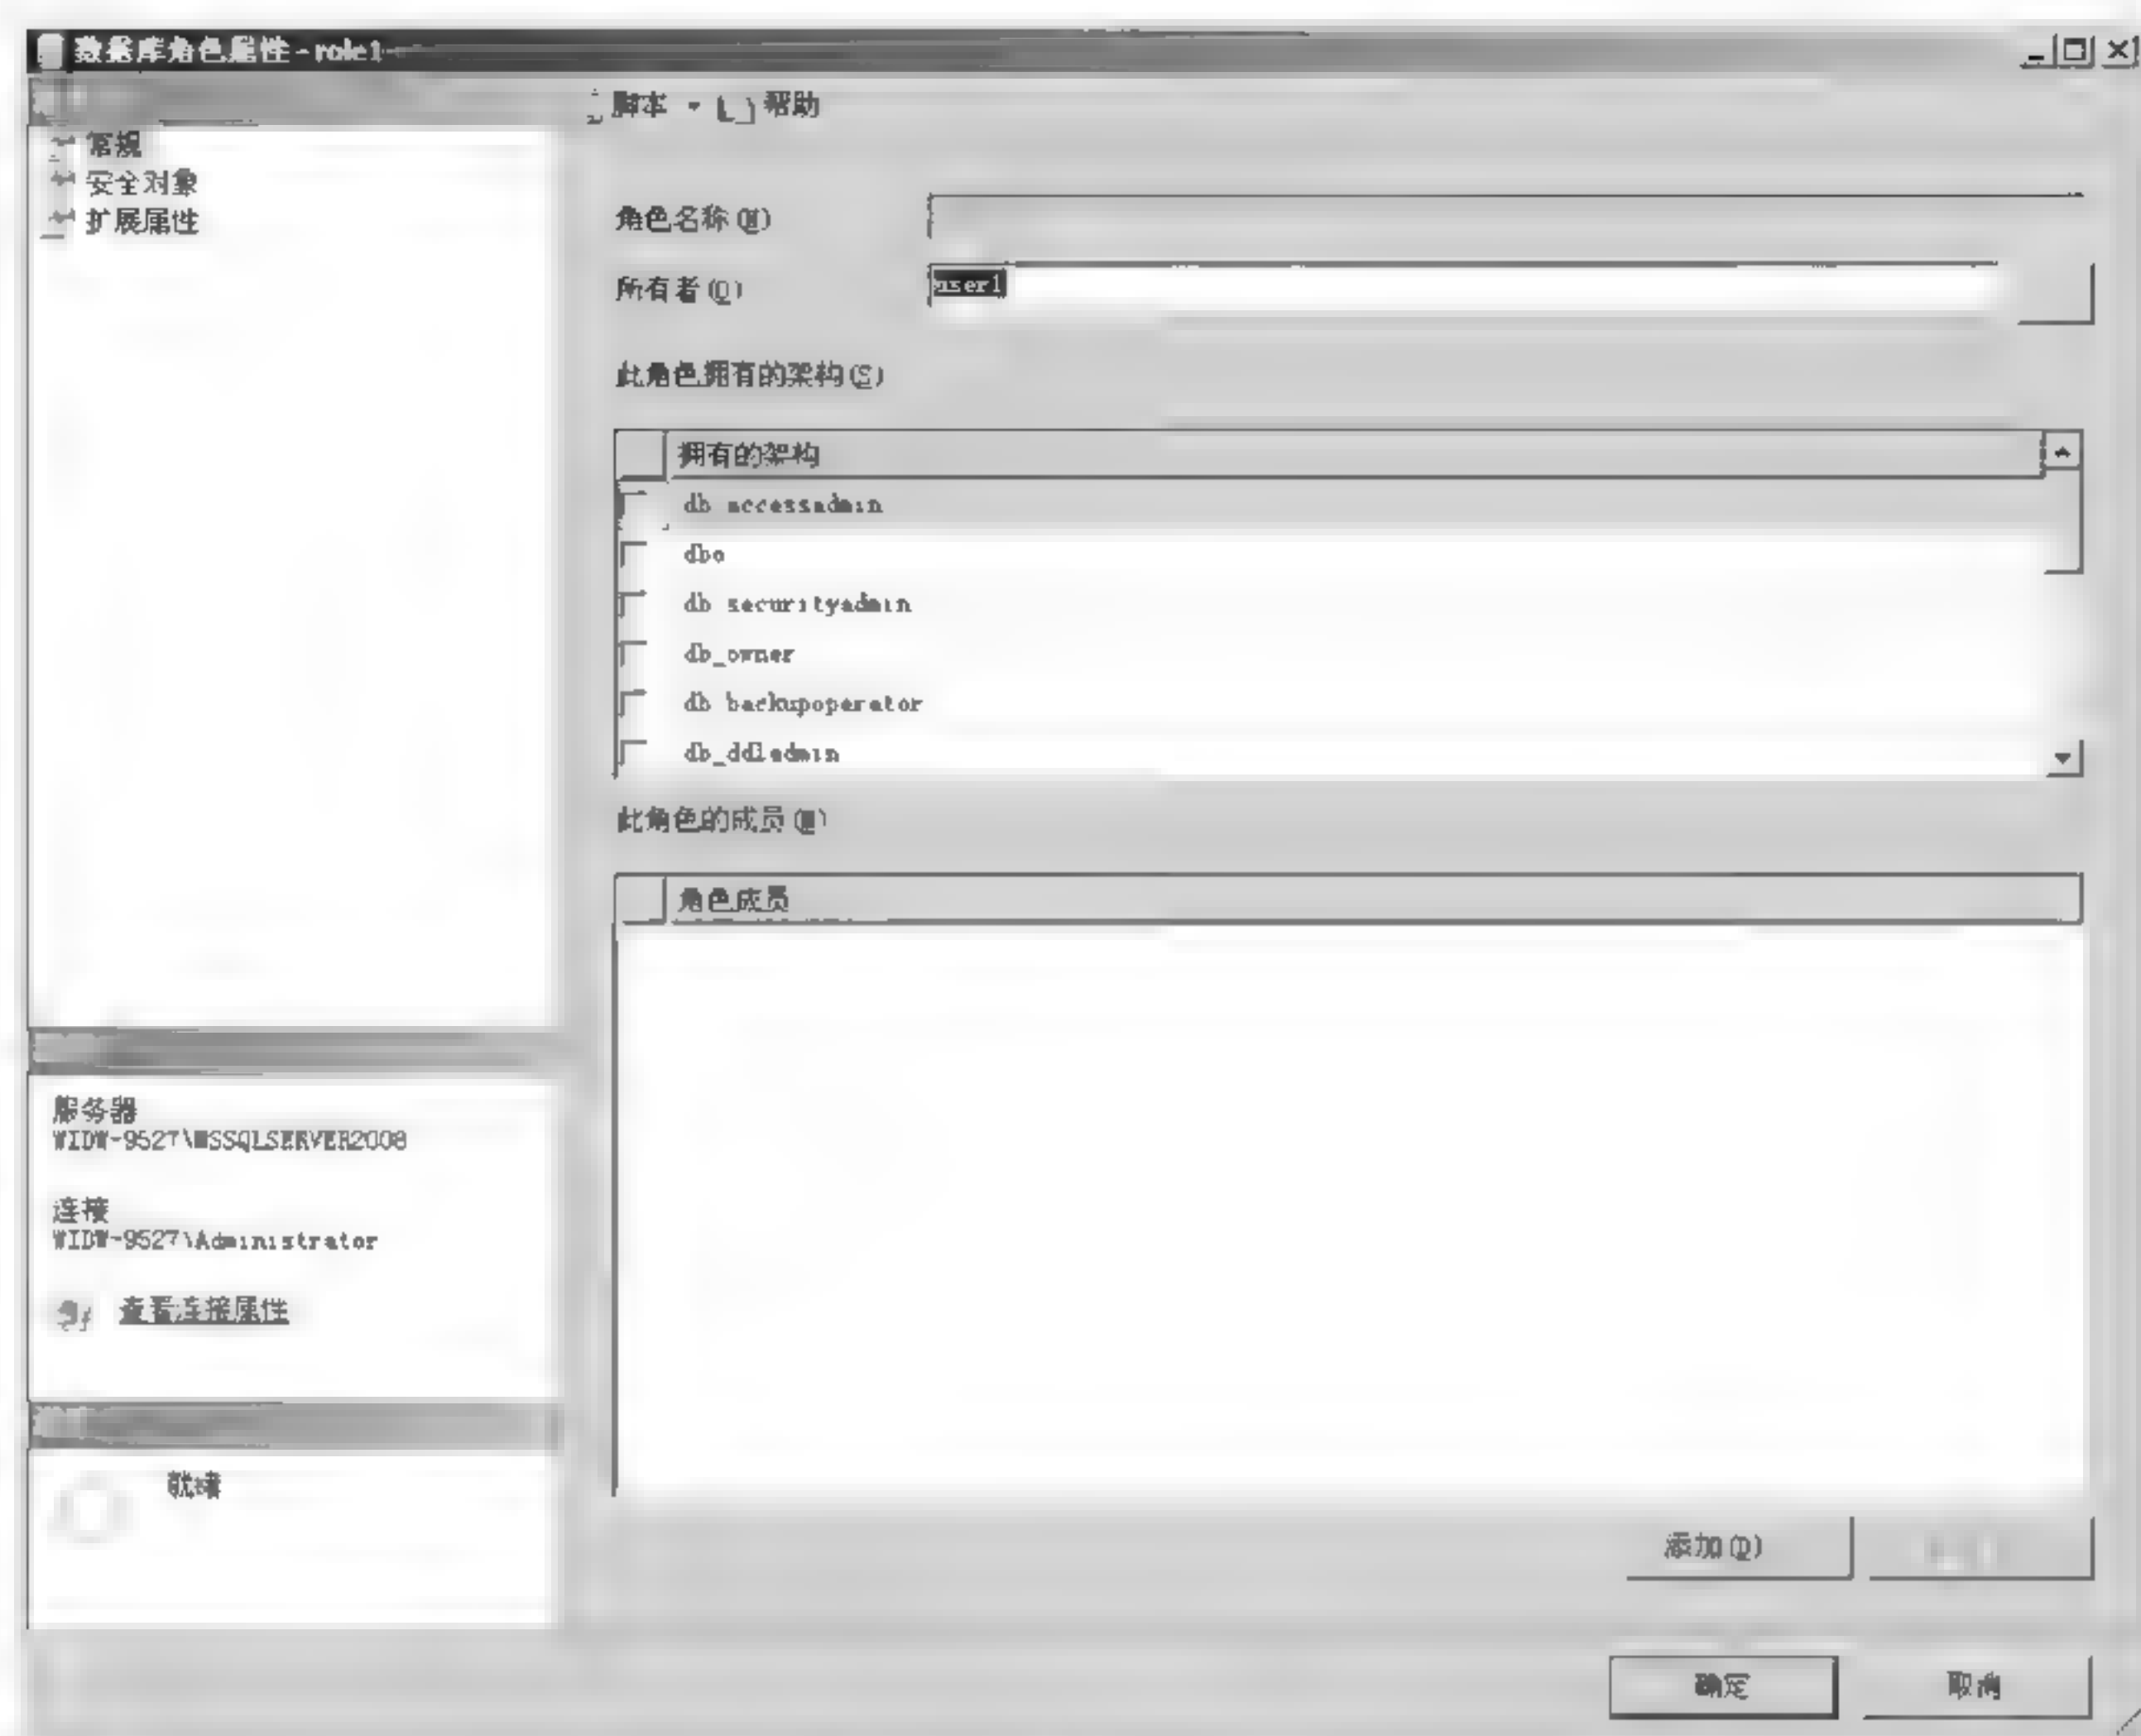 数据库角色属性 - role1
脚本 帮助
常规
安全对象
扩展属性
角色名称(N)
所有者(O)
user1
此角色拥有的架构(S)
拥有的架构
db_accessadmin
dbo
db_securityadmin
db_owner
db_backupoperator
db_ddladmin
此角色的成员(M)
角色成员
服务器
WIDW-9527\MSSQLSERVER2008
连接
WIDW-9527\Administrator
查看连接属性
就绪
添加(D)
确定
取消